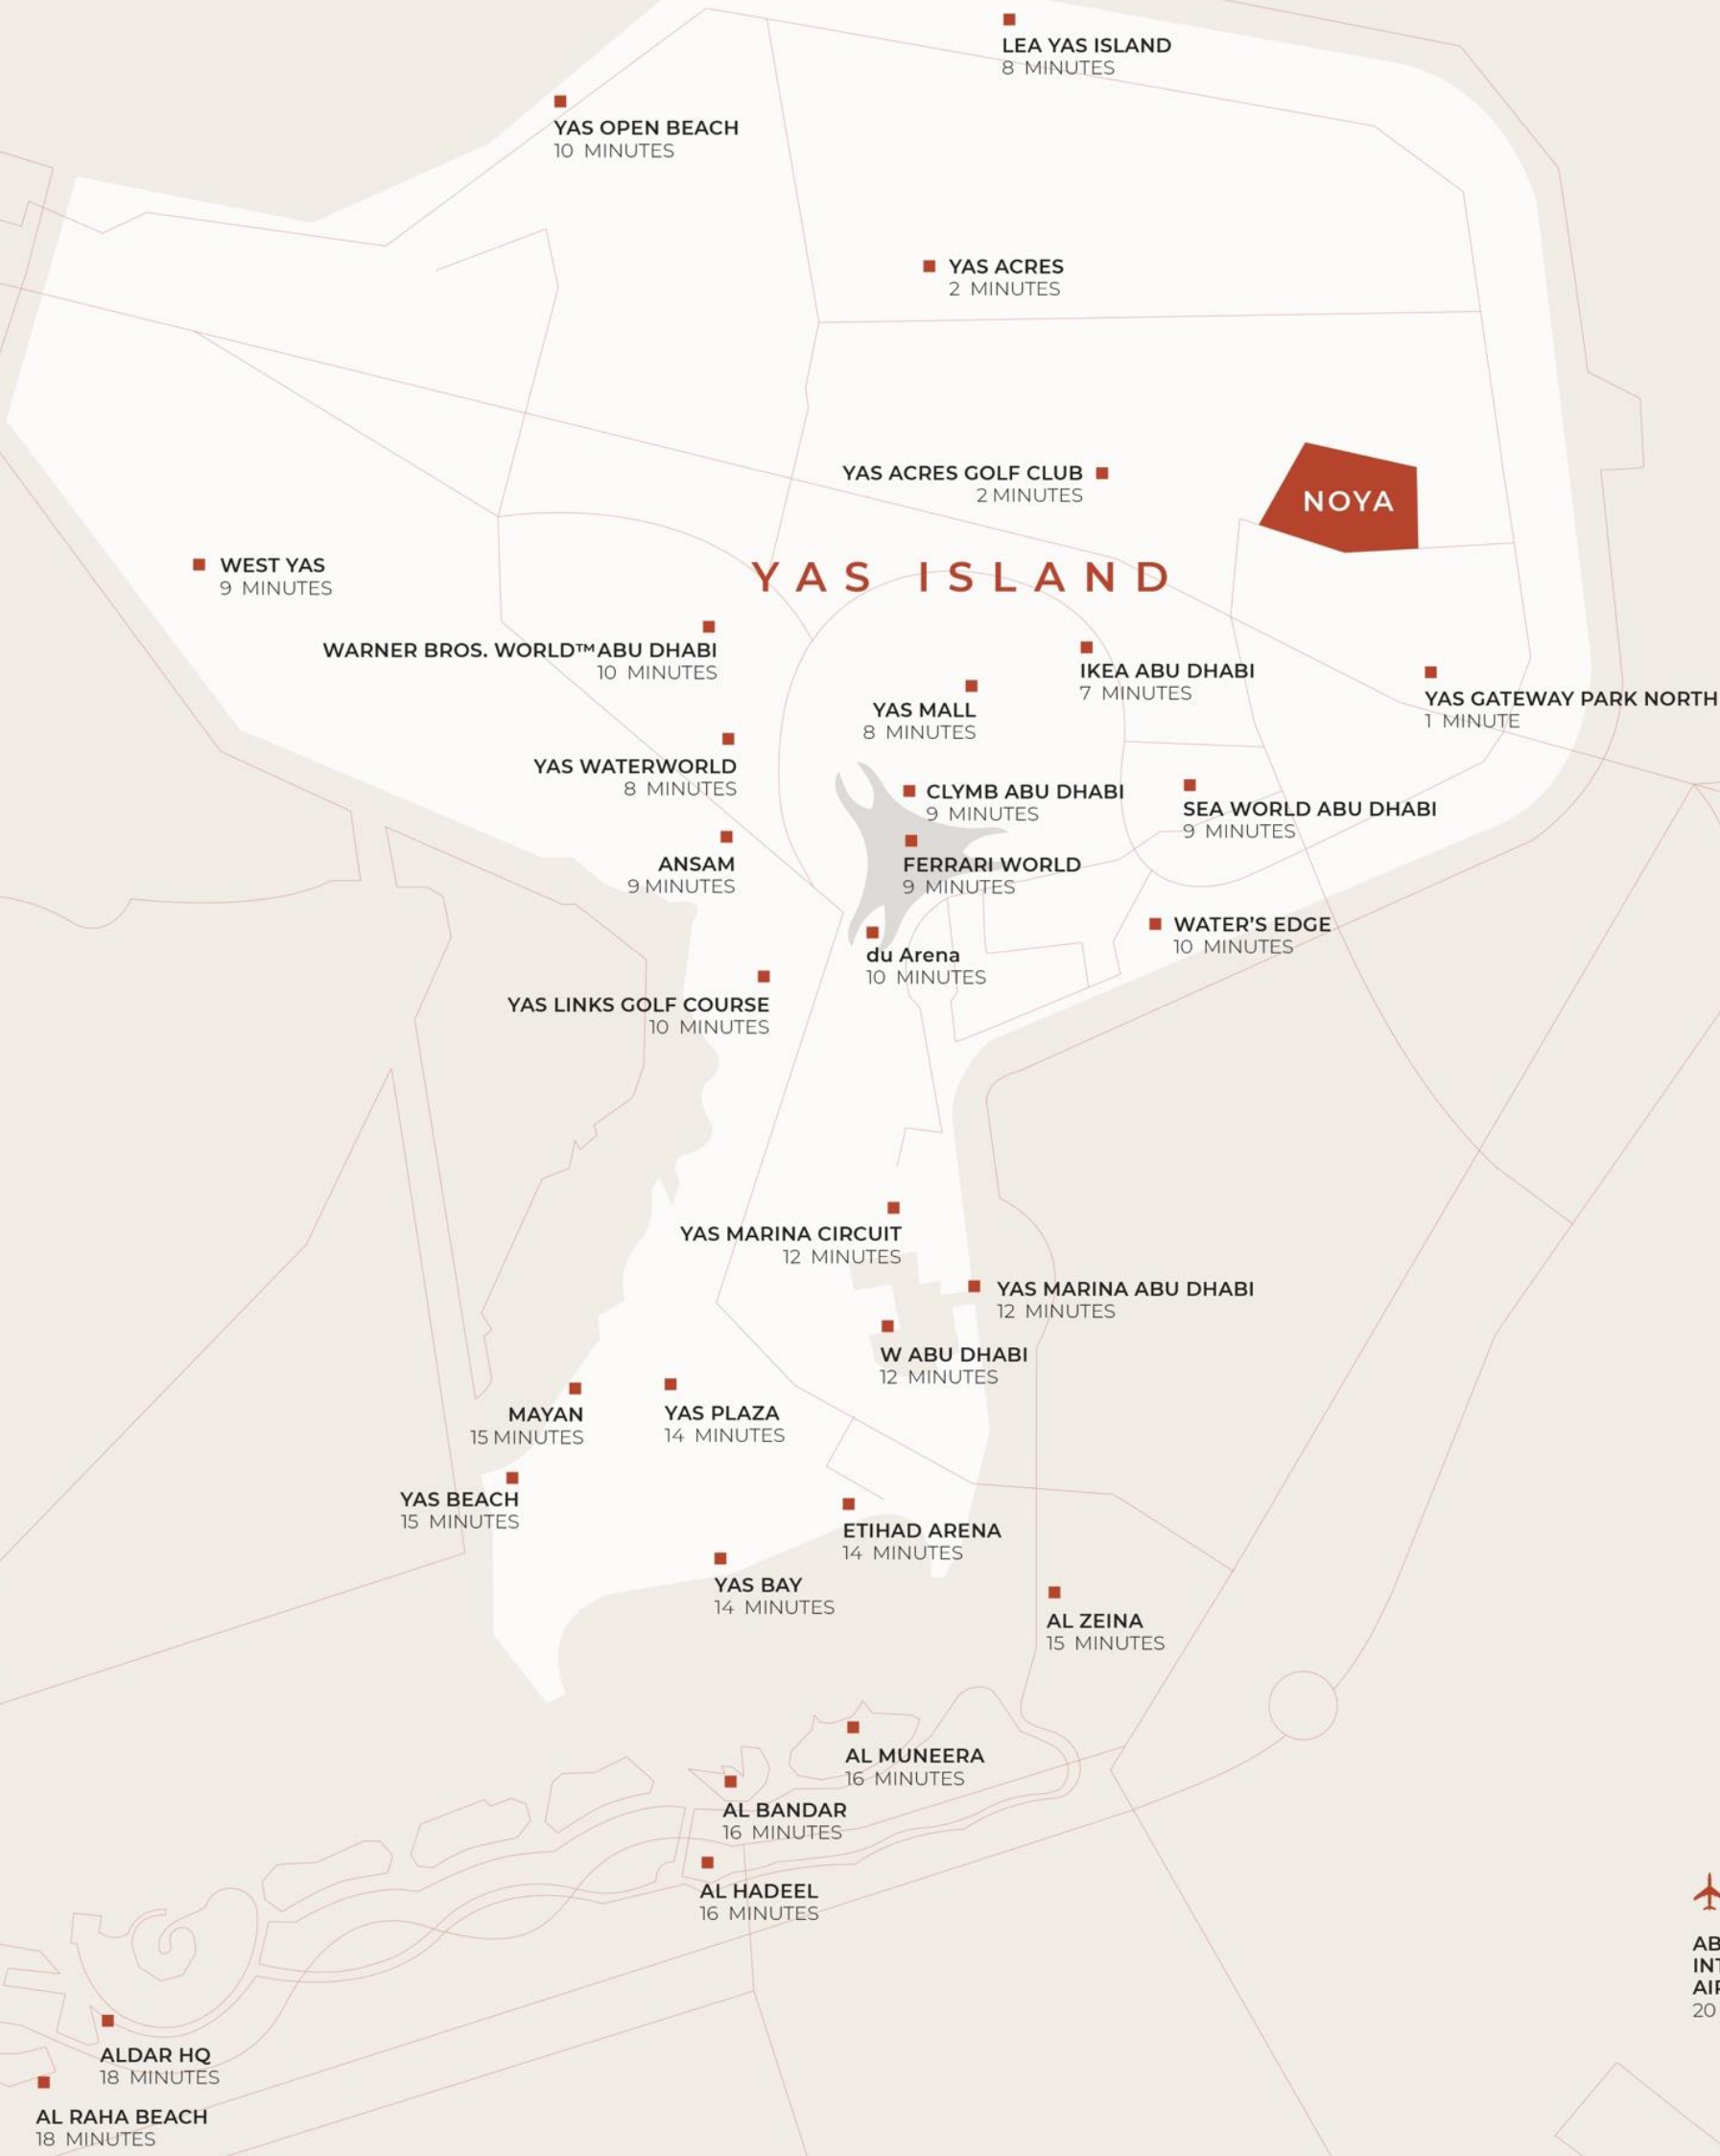 LEA YAS ISLAND
8 MINUTES
YAS OPEN BEACH
10 MINUTES
YAS ACRES
2 MINUTES
YAS ACRES GOLF CLUB
2 MINUTES
NOYA
WEST YAS
9 MINUTES
YAS ISLAND
WARNER BROS. WORLD™ ABU DHABI
10 MINUTES
IKEA ABU DHABI
7 MINUTES
YAS MALL
8 MINUTES
YAS GATEWAY PARK NORTH
1 MINUTE
YAS WATERWORLD
8 MINUTES
CLYMB ABU DHABI
9 MINUTES
SEA WORLD ABU DHABI
9 MINUTES
ANSAM
9 MINUTES
FERRARI WORLD
9 MINUTES
WATER'S EDGE
10 MINUTES
du Arena
10 MINUTES
YAS LINKS GOLF COURSE
10 MINUTES
YAS MARINA CIRCUIT
12 MINUTES
YAS MARINA ABU DHABI
12 MINUTES
W ABU DHABI
12 MINUTES
MAYAN
15 MINUTES
YAS PLAZA
14 MINUTES
YAS BEACH
15 MINUTES
ETIHAD ARENA
14 MINUTES
YAS BAY
14 MINUTES
AL ZEINA
15 MINUTES
AL MUNEERA
16 MINUTES
AL BANDAR
16 MINUTES
AL HADEEL
16 MINUTES
20
ALDAR HQ
18 MINUTES
AL RAHA BEACH
18 MINUTES